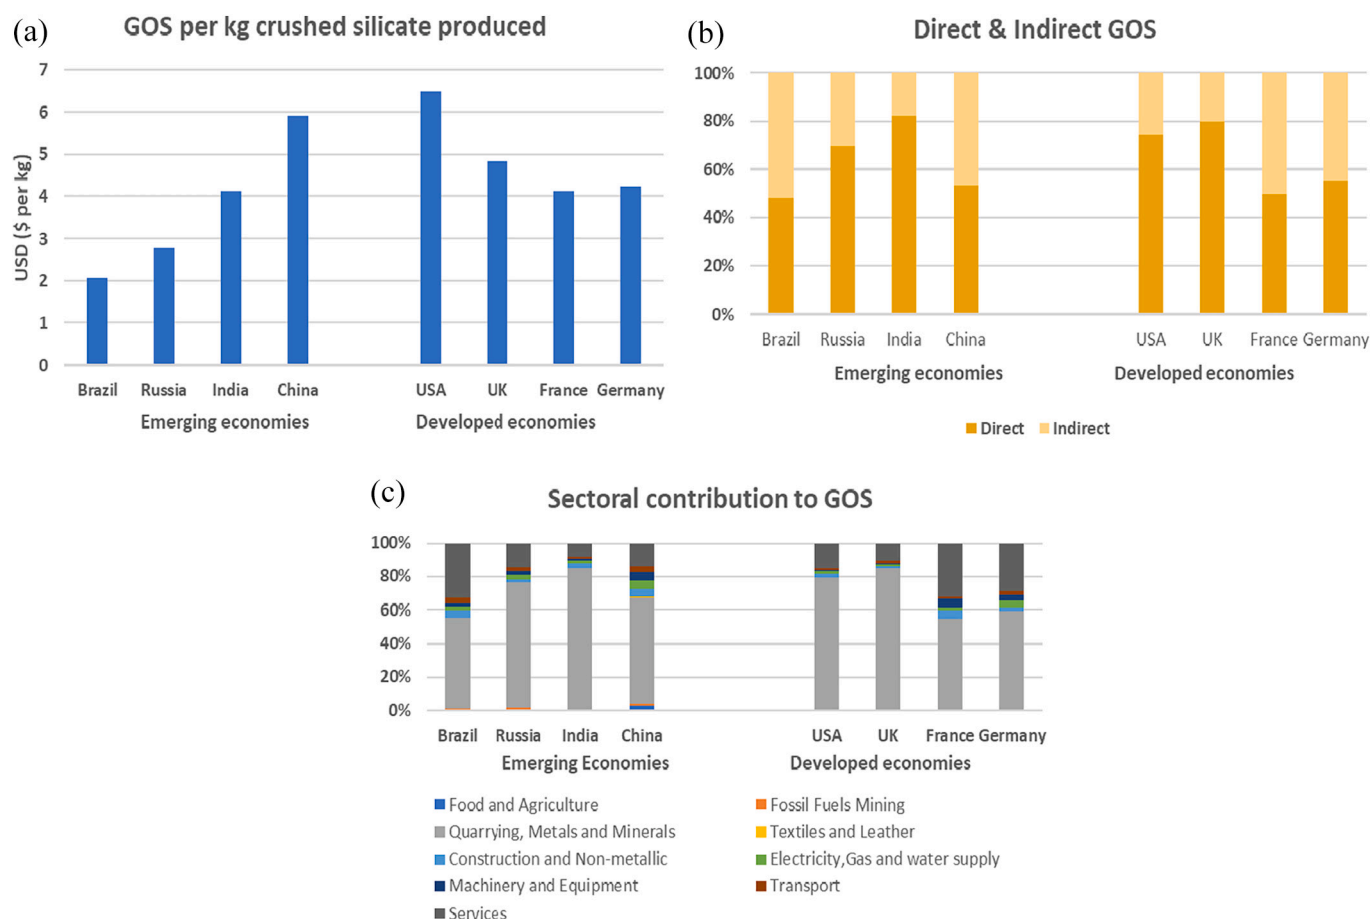 (a)
GOS per kg crushed silicate produced
7
6
5
4
3
2
1
0
USD ($ per kg)
Brazil Russia India China USA UK France Germany
Emerging economies Developed economies
(b)
Direct & Indirect GOS
100%
80%
60%
40%
20%
0%
Brazil Russia India China USA UK France Germany
Emerging economies Developed economies
Direct Indirect
(c)
Sectoral contribution to GOS
100%
80%
60%
40%
20%
0%
Brazil Russia India China USA UK France Germany
Emerging Economies Developed economies
Food and Agriculture Fossil Fuels Mining
Quarrying, Metals and Minerals Textiles and Leather
Construction and Non-metallic Electricity,Gas and water supply
Machinery and Equipment Transport
Services